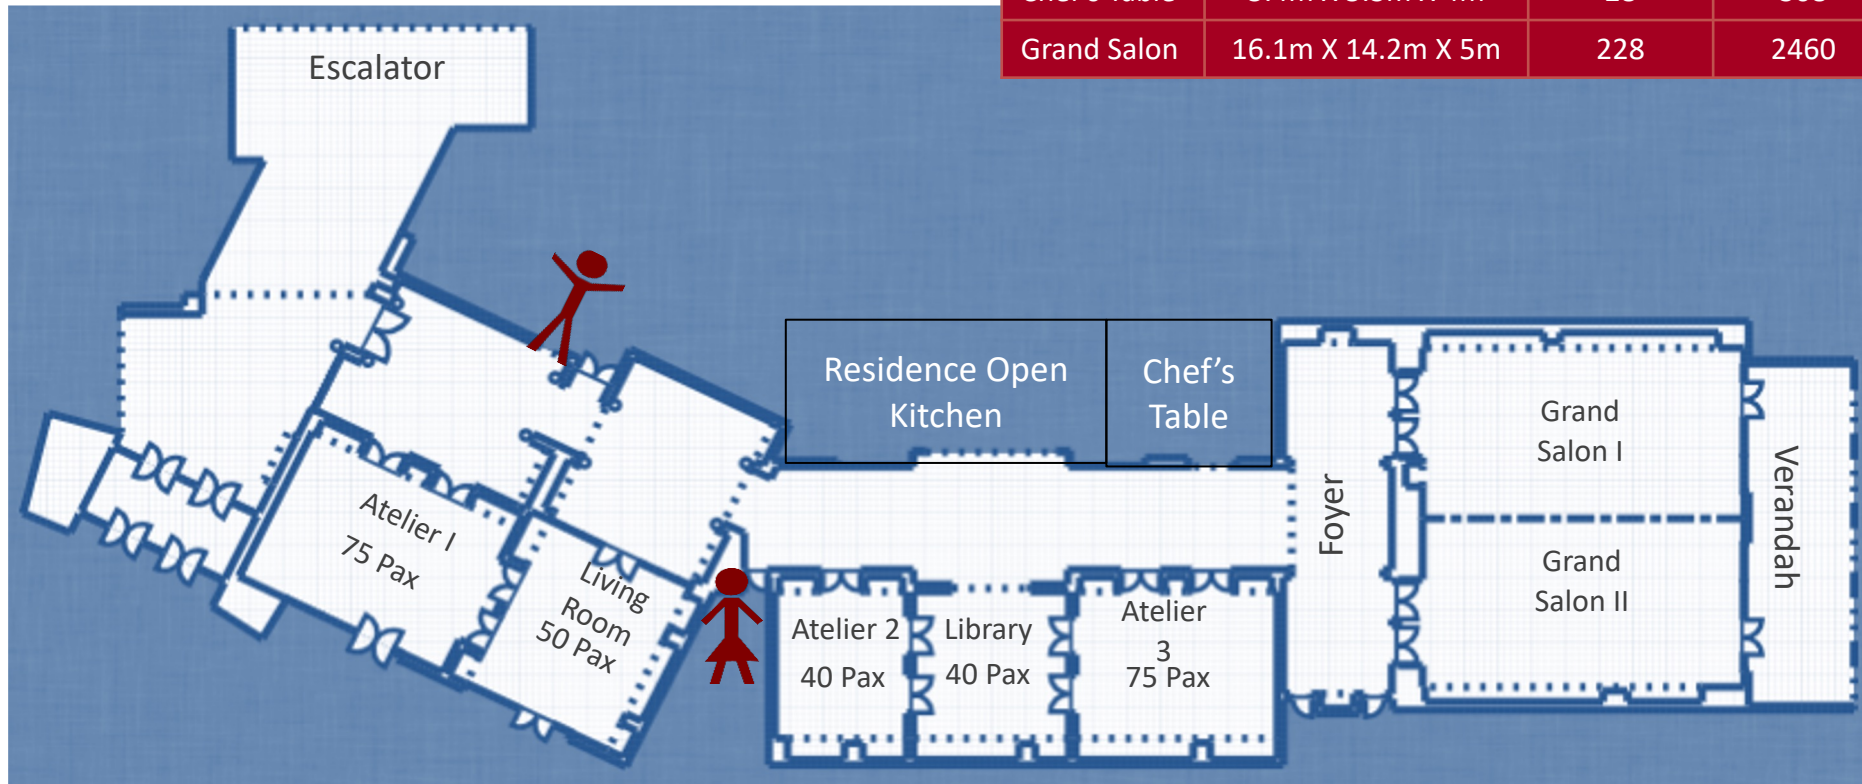 Grand Salon 16.1m X 14.2m X 5m 228 2460
Escalator
Residence Open
Kitchen
Chef's
Table
Grand
Salon I
Foyer
Verandah
Atelier I
75 Pax
Living
Room
50 Pax
Atelier 2
40 Pax
Library
40 Pax
Atelier
3
75 Pax
Grand
Salon II